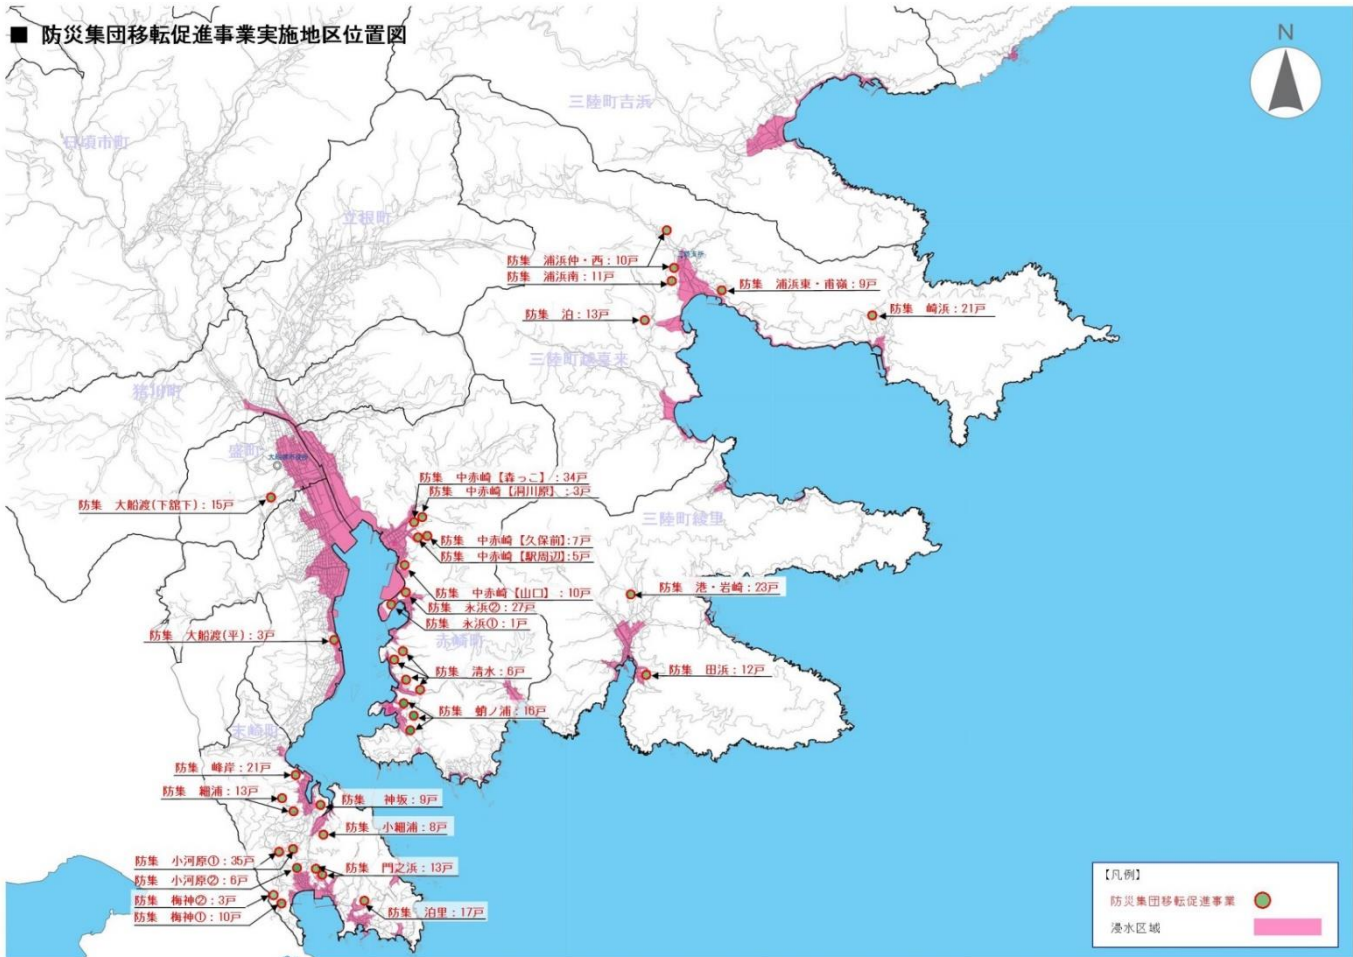 ■ 防災集団移転促進事業実施地区位置図
N
三陸町吉浜
日頃市町
立根町
防集 浦浜仲・西：10戸
防集 浦浜南：11戸
防集 浦浜東・甫嶺：9戸
防集 崎浜：21戸
防集 泊：13戸
三陸町越喜来
猪川町
盛町
防集 大船渡(下舘下)：15戸
防集 中赤崎【森っこ】：34戸
防集 中赤崎【洞川原】：3戸
三陸町綾里
防集 中赤崎【久保前】:7戸
防集 中赤崎【駅周辺】:5戸
防集 中赤崎【山口】：10戸
防集 港・岩崎：23戸
防集 永浜②：27戸
防集 永浜①：1戸
防集 大船渡(平)：3戸
赤崎町
防集 清水：6戸
防集 田浜：12戸
防集 蛸ノ浦：16戸
末崎町
防集 峰岸：21戸
防集 細浦：13戸
防集 神坂：9戸
防集 小細浦：8戸
防集 小河原①：35戸
防集 門之浜：13戸
防集 小河原②：6戸
防集 梅神②：3戸
防集 梅神①：10戸
防集 泊里：17戸
【凡例】
防災集団移転促進事業
浸水区域